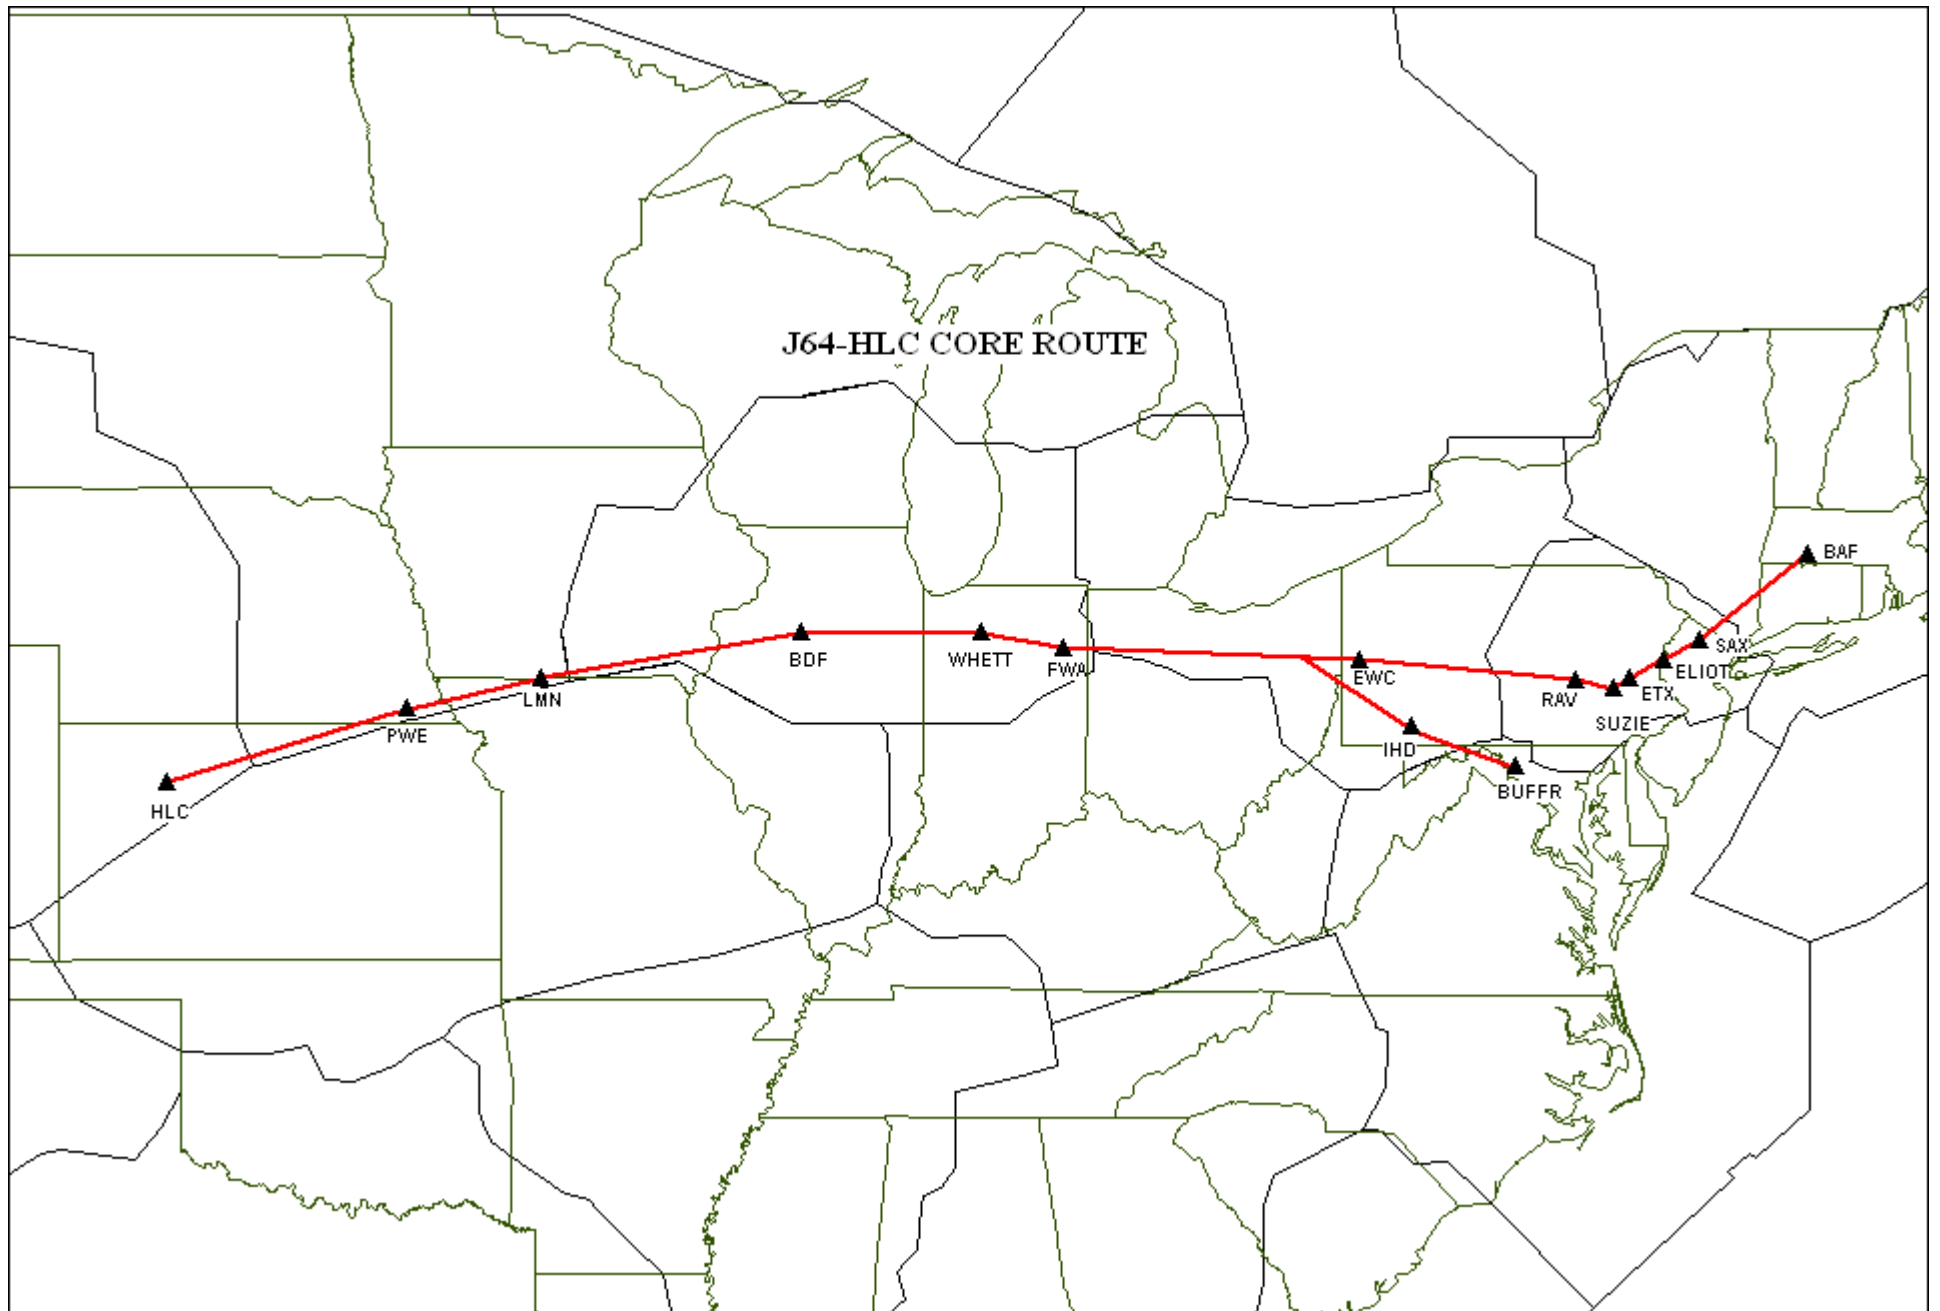 J64-HLC CORE ROUTE
BAF
SAX
BDF
WHETT
FWA
EWC
ELIOT
RAV
ETX
LMN
SUZIE
PWE
IHD
BUFFR
HLC